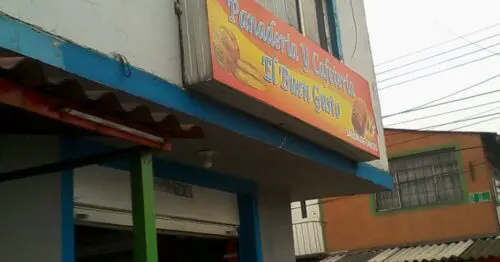 Panadería y Cafetería
El Buen Gusto